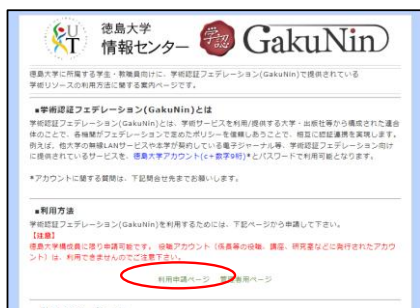 徳島大学
情報センター
学認
GakuNin
徳島大学に所属する学生・教職員向けに、学術認証フェデレーション(GakuNin)で提供されている
学術リソースの利用方法に関する案内ページです。
■学術認証フェデレーション(GakuNin)とは
学術認証フェデレーション(GakuNin)とは、学術サービスを利用/提供する大学・出版社等から構成された連合
体のことで、各機関がフェデレーションで定めたポリシーを信頼しあうことで、相互に認証連携を実現します。
例えば、他大学の無線LANサービスや本学が契約している電子ジャーナル等、学術認証フェデレーション向け
に提供されているサービスを、徳島大学アカウント(c+数字9桁)*とパスワードで利用可能となります。
*アカウントに関する質問は、下記問合せ先までお願いします。
■利用方法
学術認証フェデレーション(GakuNin)を利用するためには、下記ページから申請して下さい。
【注意】
徳島大学構成員に限り申請可能です。 役職アカウント（係長等の役職、講座、研究室などに発行されたアカウ
ント）は、利用できませんのでご注意下さい。
利用申請ページ 管理者用ページ